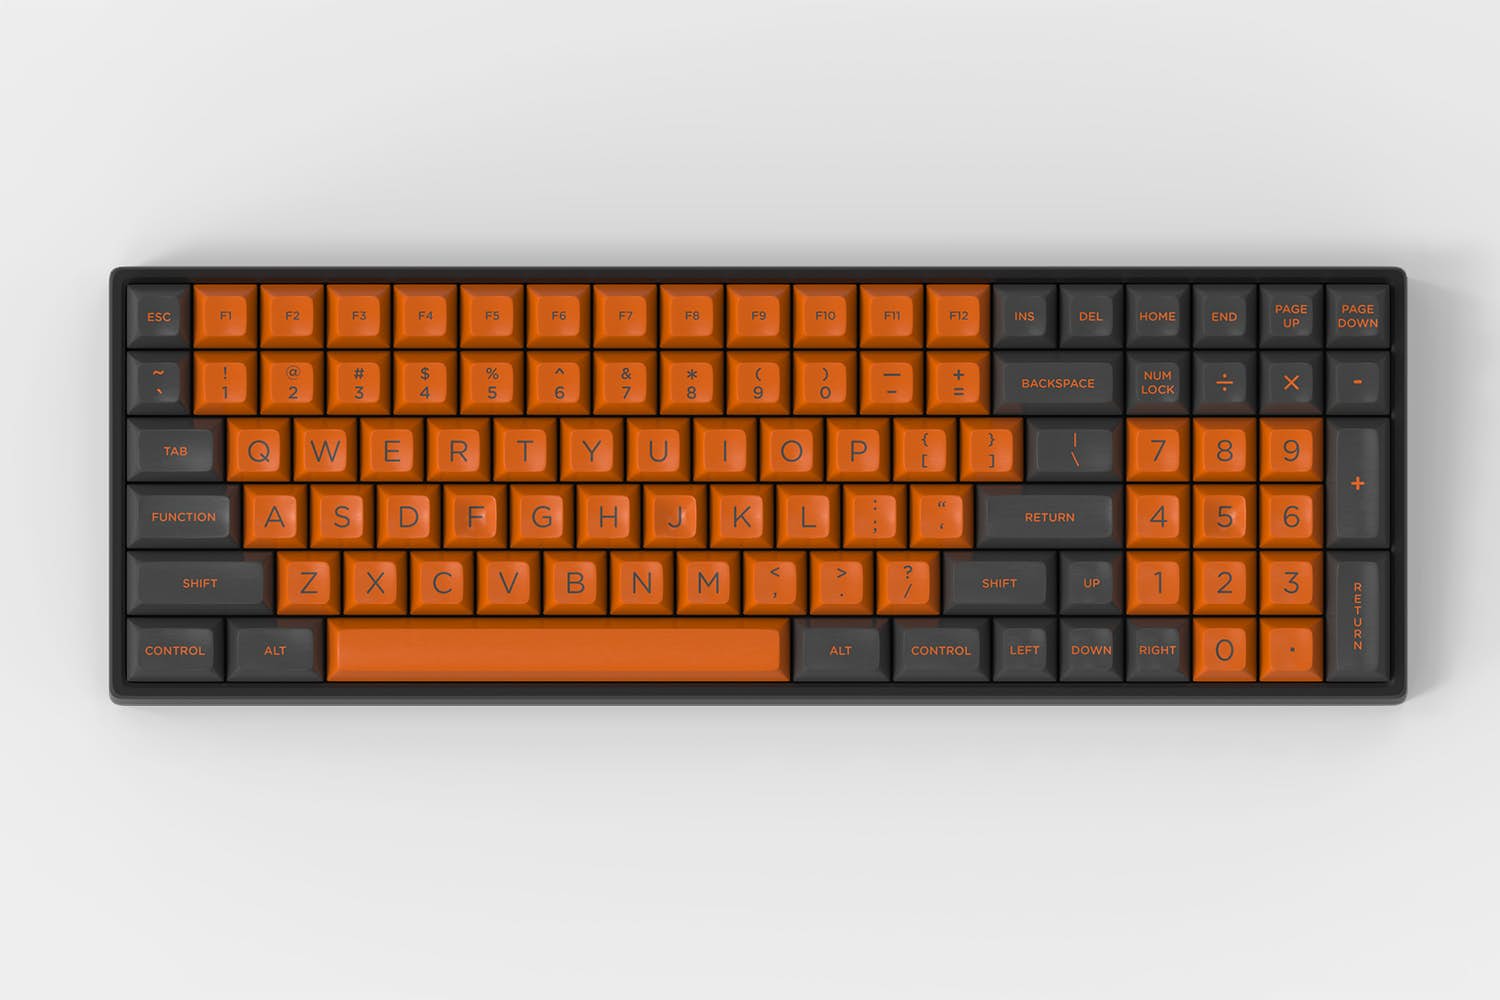 ESC F1 F2 F3 F4 F5 F6 F7 F8 F9 F10 F11 F12 INS DEL HOME END PAGE UP PAGE DOWN
~ ` ! 1 @ 2 # 3 $ 4 % 5 ^ 6 & 7 * 8 ( 9 ) 0 — - + = BACKSPACE NUM LOCK ÷ × -
TAB Q W E R T Y U I O P { [ } ] | \ 7 8 9 +
FUNCTION A S D F G H J K L : ; “ ‘ RETURN 4 5 6
SHIFT Z X C V B N M < , > . ? / SHIFT UP 1 2 3 RETURN
CONTROL ALT ALT CONTROL LEFT DOWN RIGHT 0 .